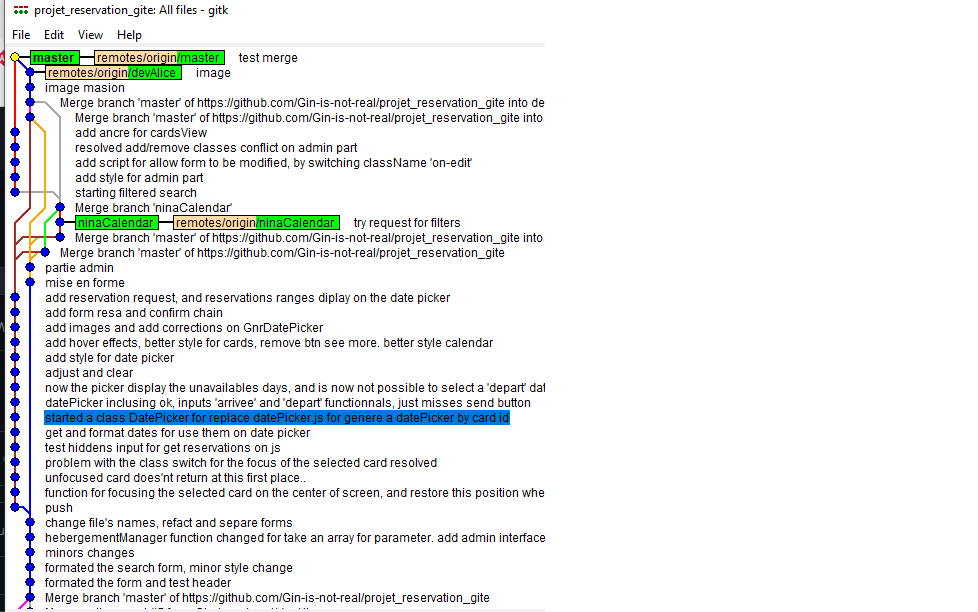 projet_reservation_gite: All files - gitk
File Edit View Help
master remotes/origin/master test merge
remotes/origin/devAlice image
image masion
Merge branch 'master' of https://github.com/Gin-is-not-real/projet_reservation_gite into de
Merge branch 'master' of https://github.com/Gin-is-not-real/projet_reservation_gite into
add ancre for cardsView
resolved add/remove classes conflict on admin part
add script for allow form to be modified, by switching className 'on-edit'
add style for admin part
starting filtered search
Merge branch 'ninaCalendar'
ninaCalendar remotes/origin/ninaCalendar try request for filters
Merge branch 'master' of https://github.com/Gin-is-not-real/projet_reservation_gite into
Merge branch 'master' of https://github.com/Gin-is-not-real/projet_reservation_gite
partie admin
mise en forme
add reservation request, and reservations ranges diplay on the date picker
add form resa and confirm chain
add images and add corrections on GnrDatePicker
add hover effects, better style for cards, remove btn see more. better style calendar
add style for date picker
adjust and clear
now the picker display the unavailables days, and is now not possible to select a 'depart' dat
datePicker inclusing ok, inputs 'arrivee' and 'depart' functionnals, just misses send button
started a class DatePicker for replace datePicker.js for genere a datePicker by card id
get and format dates for use them on date picker
test hiddens input for get reservations on js
problem with the class switch for the focus of the selected card resolved
unfocused card does'nt return at this first place..
function for focusing the selected card on the center of screen, and restore this position whe
push
change file's names, refact and separe forms
hebergementManager function changed for take an array for parameter. add admin interface
minors changes
formated the search form, minor style change
formated the form and test header
Merge branch 'master' of https://github.com/Gin-is-not-real/projet_reservation_gite